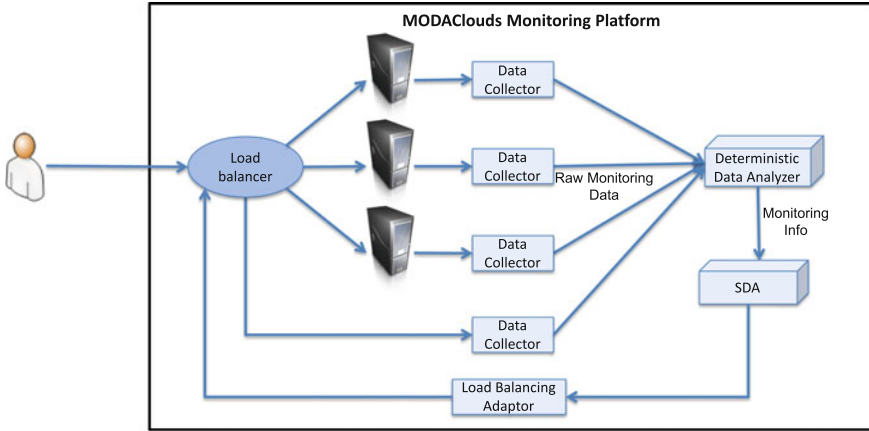 MODAClouds Monitoring Platform
Data
Collector
Load
balancer
Data
Collector
Raw Monitoring
Data
Deterministic
Data Analyzer
Monitoring
Info
Data
Collector
SDA
Data
Collector
Load Balancing
Adaptor